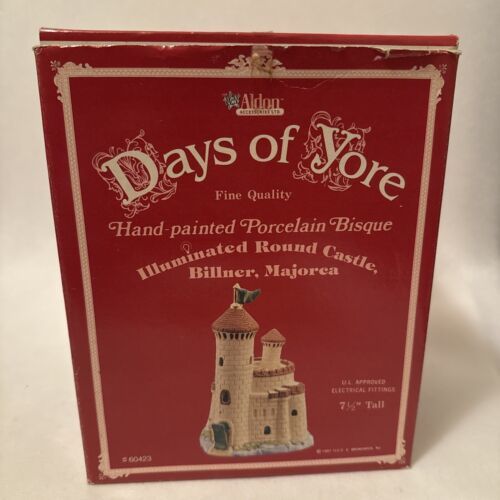 Aldon
ACCESSORIES LTD.
Days of Yore
Fine Quality
Hand-painted Porcelain Bisque
Illuminated Round Castle,
Billner, Majorca
U.L. APPROVED
ELECTRICAL FITTINGS
7½" Tall
# 60423